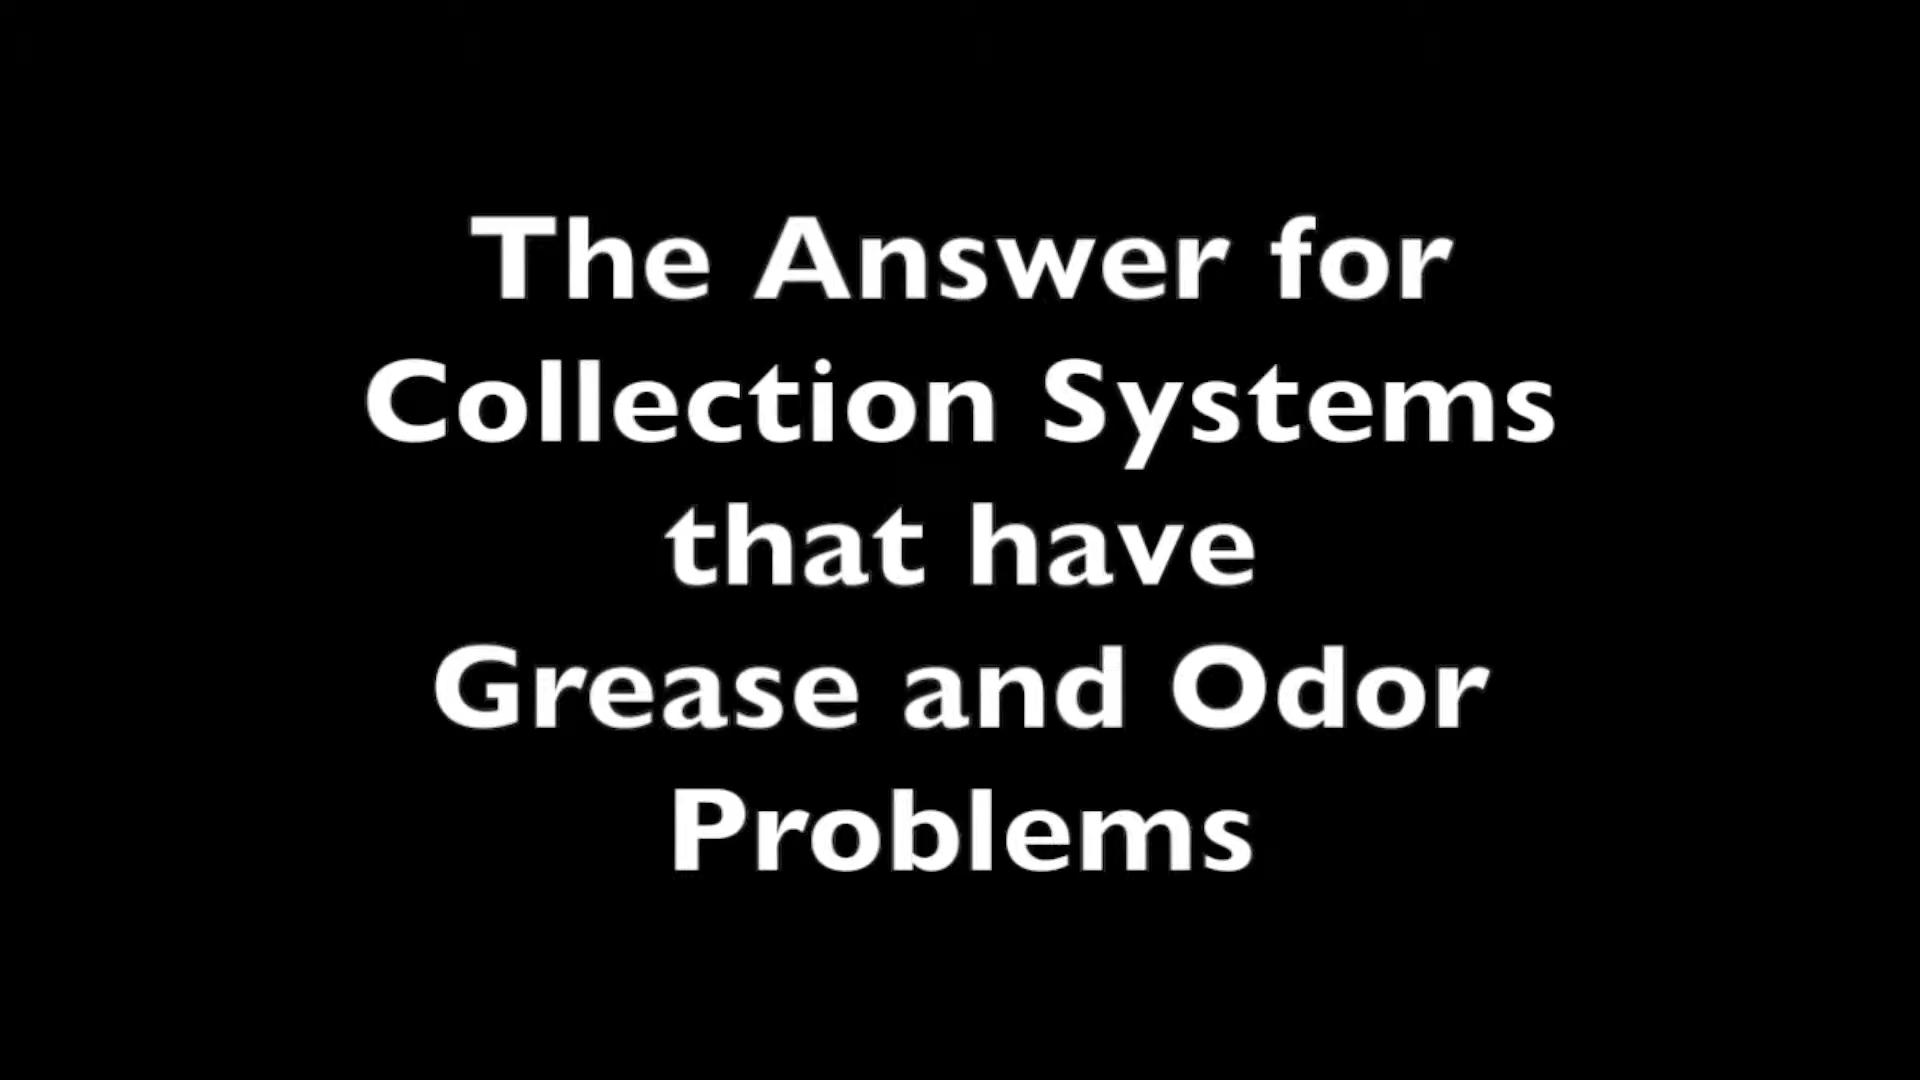 The Answer for
Collection Systems
that have
Grease and Odor
Problems